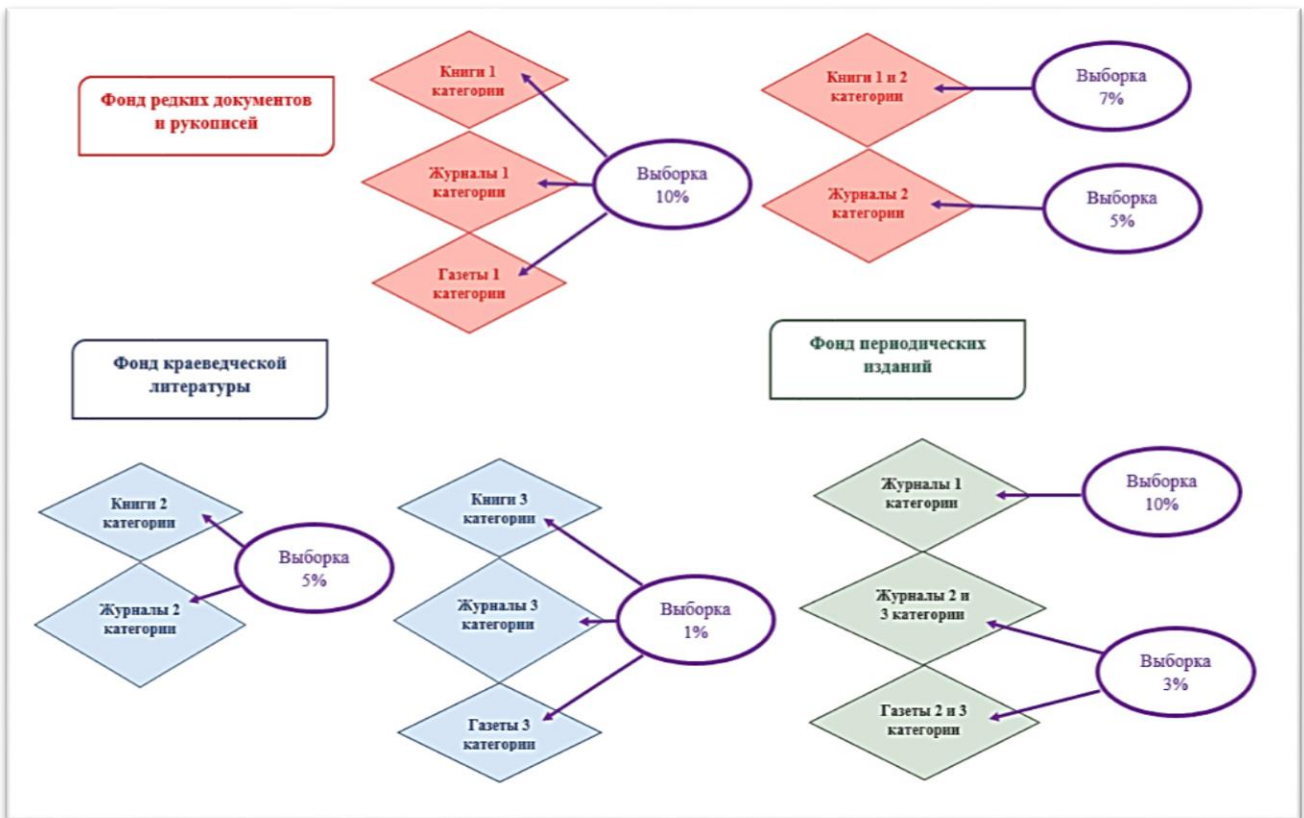 Фонд редких документов
и рукописей
Книги 1
категории
Журналы 1
категории
Газеты 1
категории
Выборка
10%
Книги 1 и 2
категории
Выборка
7%
Журналы 2
категории
Выборка
5%
Фонд краеведческой
литературы
Книги 2
категории
Журналы 2
категории
Выборка
5%
Книги 3
категории
Журналы 3
категории
Газеты 3
категории
Выборка
1%
Фонд периодических
изданий
Журналы 1
категории
Выборка
10%
Журналы 2 и
3 категории
Газеты 2 и 3
категории
Выборка
3%